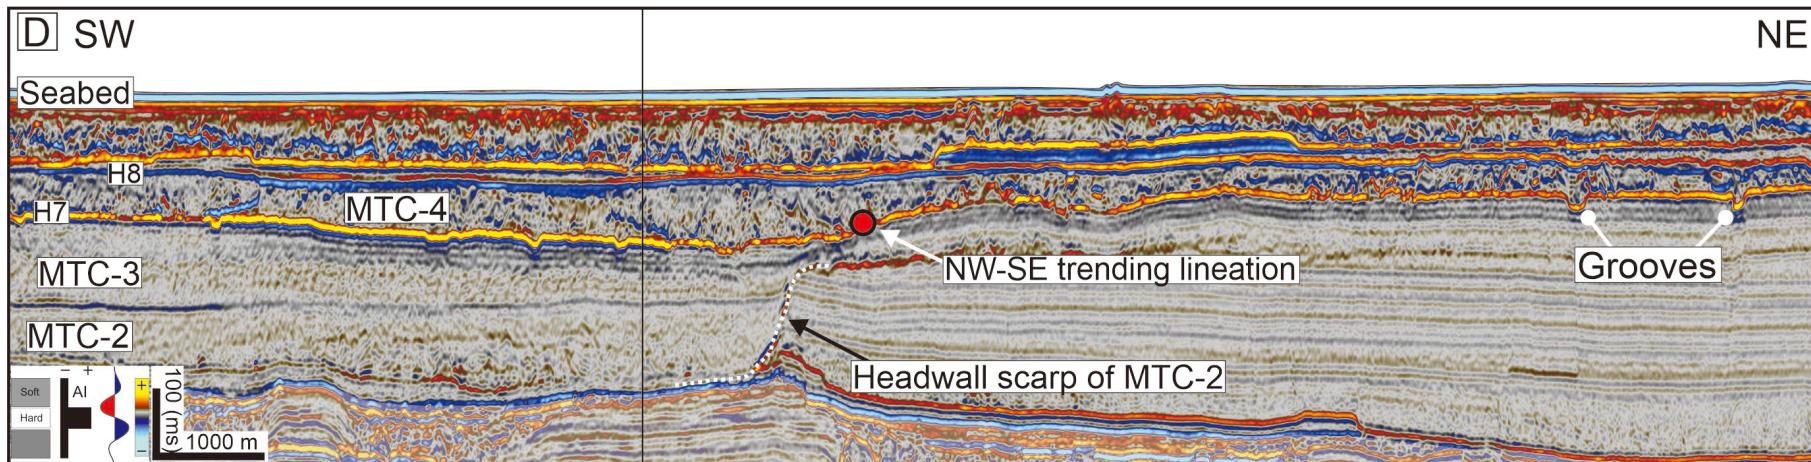 D SW
NE
Seabed
H8
H7
MTC-4
MTC-3
NW-SE trending lineation
Grooves
MTC-2
Headwall scarp of MTC-2
- +
AI
Soft
Hard
+
-
100 (ms)
1000 m